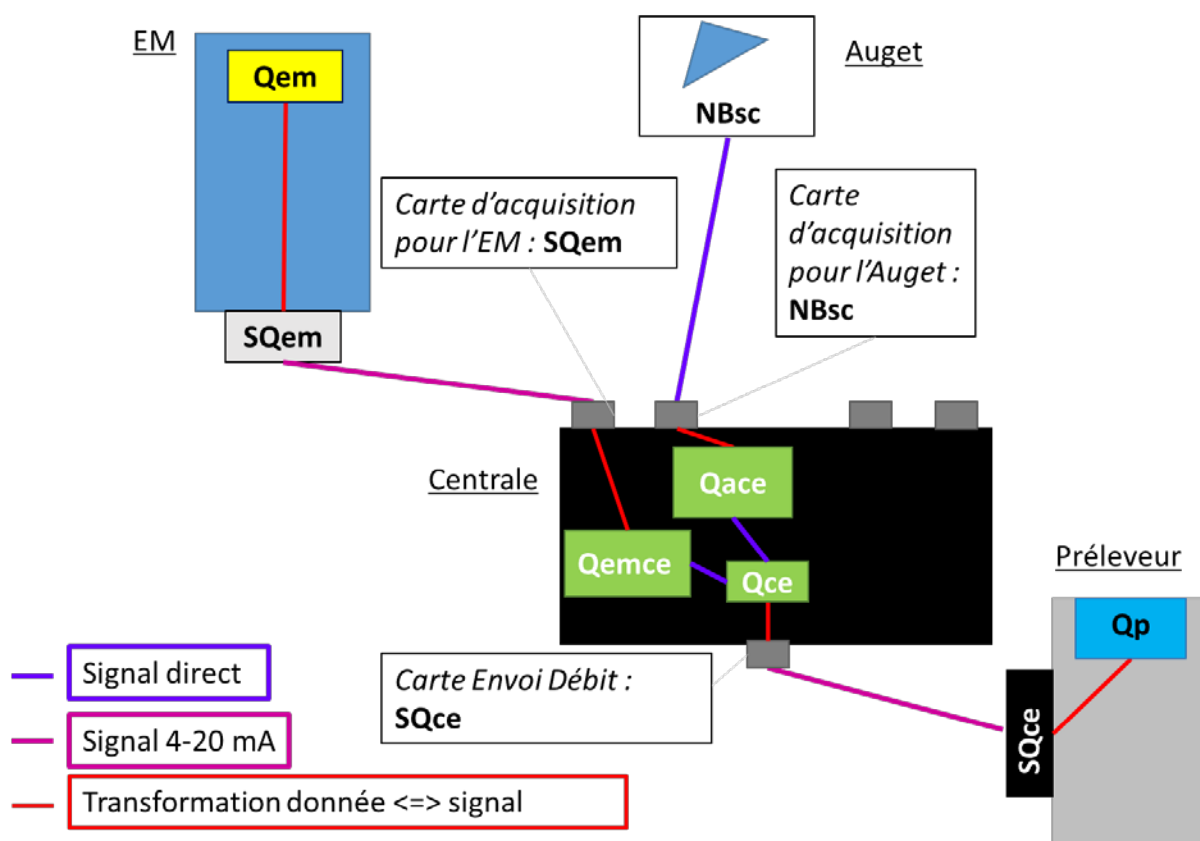 EM
Qem
SQem
Auget
NBsc
Carte d'acquisition
pour l'EM : SQem
Carte
d'acquisition
pour l'Auget :
NBsc
Centrale
Qace
Qemce
Qce
Préleveur
Qp
SQce
Carte Envoi Débit :
SQce
Signal direct
Signal 4-20 mA
Transformation donnée <=> signal